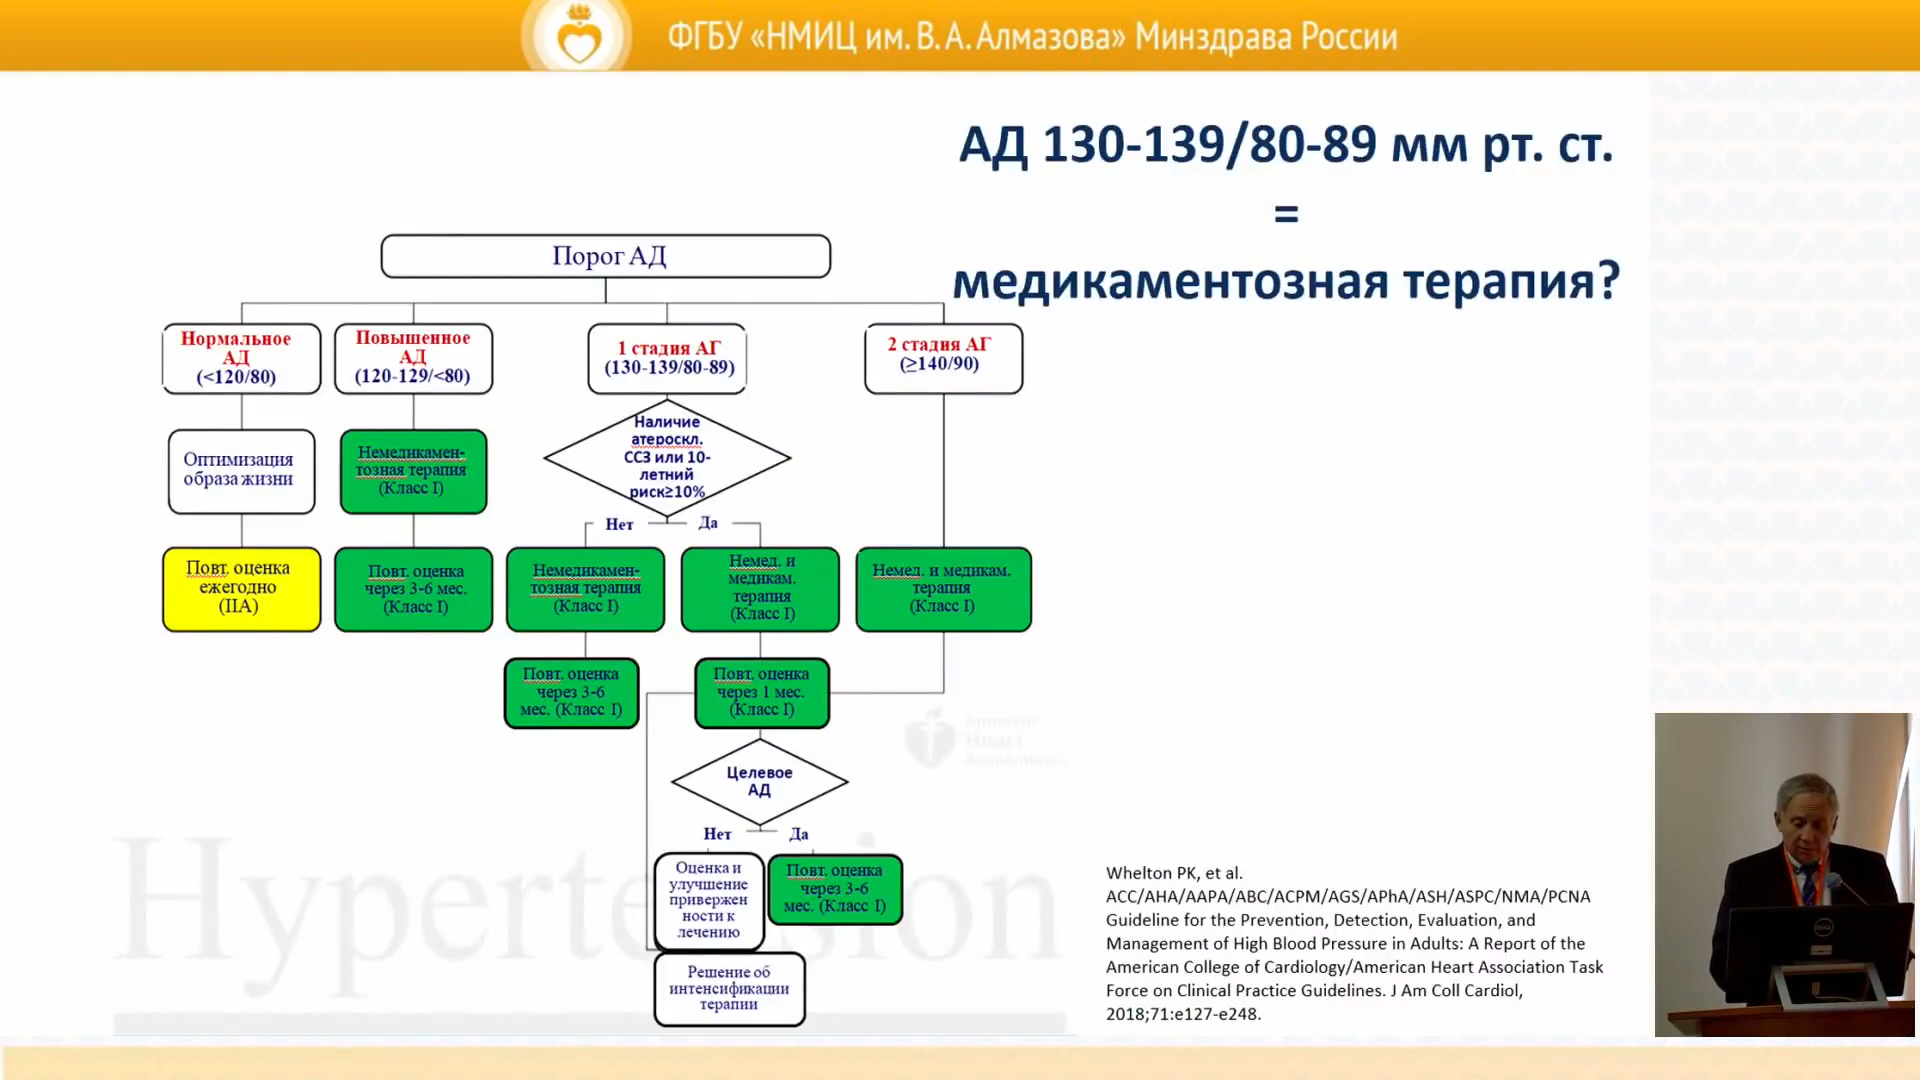 ФГБУ «НМИЦ им. В. А. Алмазова» Минздрава России
АД 130-139/80-89 мм рт. ст.
=
медикаментозная терапия?
Порог АД
Нормальное
АД
(<120/80)
Повышенное
АД
(120-129/<80)
1 стадия АГ
(130-139/80-89)
2 стадия АГ
(≥140/90)
Оптимизация
образа жизни
Немедикамен-
тозная терапия
(Класс I)
Наличие
атероскл.
ССЗ или 10-
летний
риск≥10%
Нет
Да
Повт. оценка
ежегодно
(IIA)
Повт. оценка
через 3-6 мес.
(Класс I)
Немедикамен-
тозная терапия
(Класс I)
Немед. и
медикам.
терапия
(Класс I)
Немед. и медикам.
терапия
(Класс I)
Повт. оценка
через 3-6
мес. (Класс I)
Повт. оценка
через 1 мес.
(Класс I)
American
Heart
Association
Целевое
АД
Нет
Да
Оценка и
улучшение
привержен
ности к
лечению
Повт. оценка
через 3-6
мес. (Класс I)
Решение об
интенсификации
терапии
Hypertension
Whelton PK, et al.
ACC/AHA/AAPA/ABC/ACPM/AGS/APhA/ASH/ASPC/NMA/PCNA
Guideline for the Prevention, Detection, Evaluation, and
Management of High Blood Pressure in Adults: A Report of the
American College of Cardiology/American Heart Association Task
Force on Clinical Practice Guidelines. J Am Coll Cardiol,
2018;71:e127-e248.
DELL